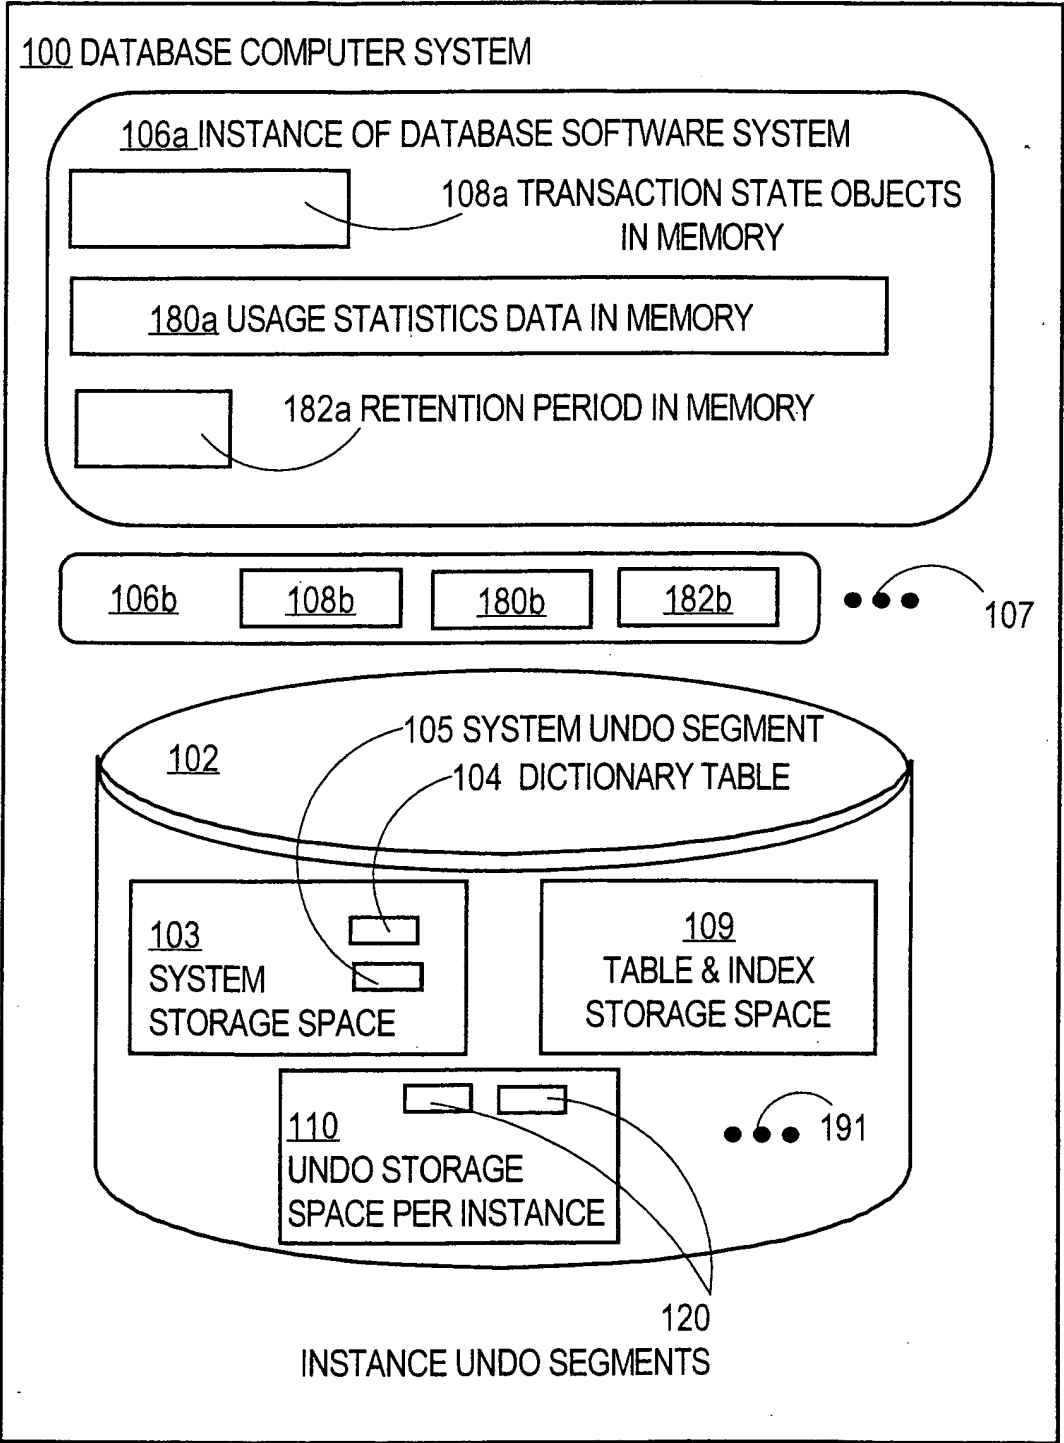 100 DATABASE COMPUTER SYSTEM
106a INSTANCE OF DATABASE SOFTWARE SYSTEM
108a TRANSACTION STATE OBJECTS
IN MEMORY
180a USAGE STATISTICS DATA IN MEMORY
182a RETENTION PERIOD IN MEMORY
106b 108b 180b 182b
107
105 SYSTEM UNDO SEGMENT
102
104 DICTIONARY TABLE
103
SYSTEM
STORAGE SPACE
109
TABLE & INDEX
STORAGE SPACE
110
UNDO STORAGE
SPACE PER INSTANCE
191
120
INSTANCE UNDO SEGMENTS